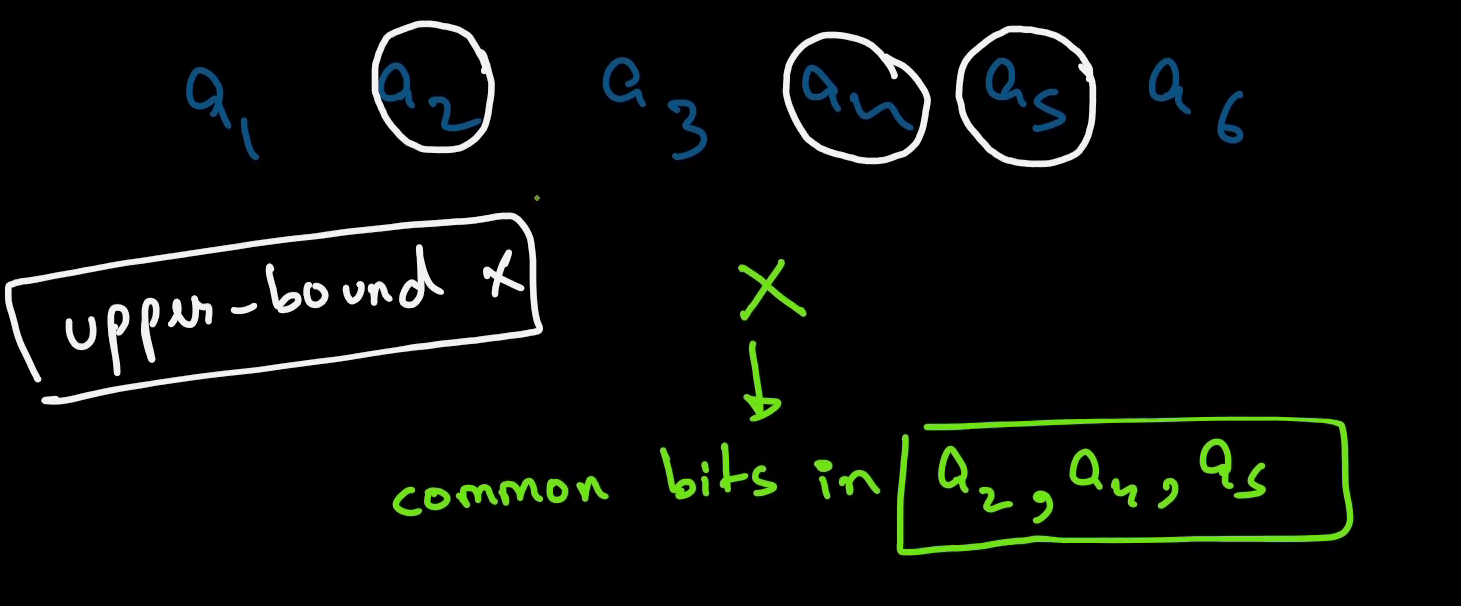 a₁ a₂ a₃ a₄ a₅ a₆
upper-bound x
x
common bits in a₂, a₄, a₅